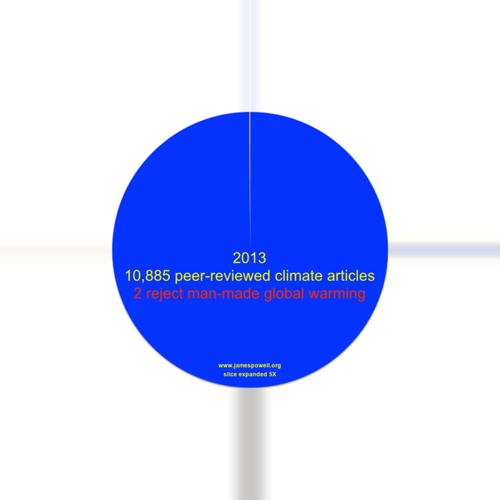 2013
10,885 peer-reviewed climate articles
2 reject man-made global warming
www.jamespowell.org
slice expanded 5X